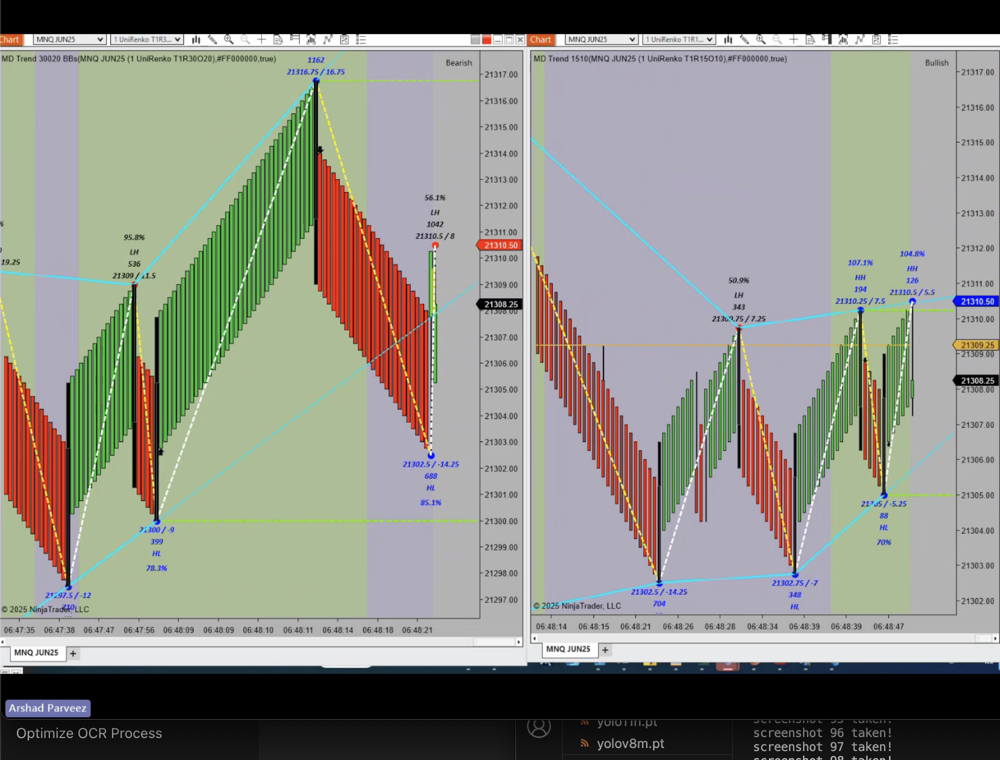 Chart
MNQ JUN25
1 UniRenko T1R3...
Chart
MNQ JUN25
1 UniRenko T1R1...
MD Trend 30020 BBs(MNQ JUN25 (1 UniRenko T1R30O20),#FF000000,true)
Bearish
1162
21316.75 / 16.75
95.8%
LH
536
21309 / 11.5
19.25
56.1%
LH
1042
21310.5 / 8
21302.5 / -14.25
688
HL
85.1%
21300 / -9
399
HL
78.3%
21297.5 / -12
710
© 2025 NinjaTrader, LLC
21317.00
21316.00
21315.00
21314.00
21313.00
21312.00
21311.00
21310.50
21310.00
21309.00
21308.25
21308.00
21307.00
21306.00
21305.00
21304.00
21303.00
21302.00
21301.00
21300.00
21299.00
21298.00
21297.00
06:47:35
06:47:38
06:47:47
06:47:56
06:48:09
06:48:09
06:48:10
06:48:11
06:48:14
06:48:18
06:48:21
MNQ JUN25
+
MD Trend 1510(MNQ JUN25 (1 UniRenko T1R15O10),#FF000000,true)
Bullish
50.9%
LH
343
21309.75 / 7.25
107.1%
HH
194
21310.25 / 7.5
104.8%
HH
126
21310.5 / 5.5
21305 / -5.25
88
HL
70%
21302.75 / -7
348
HL
21302.5 / -14.25
704
© 2025 NinjaTrader, LLC
21317.00
21316.00
21315.00
21314.00
21313.00
21312.00
21311.00
21310.50
21310.00
21309.25
21309.00
21308.25
21307.00
21306.00
21305.00
21304.00
21303.00
21302.00
06:48:14
06:48:15
06:48:21
06:48:26
06:48:28
06:48:39
06:48:39
06:48:47
MNQ JUN25
+
Arshad Parveez
Optimize OCR Process
yolo11n.pt
yolov8m.pt
screenshot 95 taken!
screenshot 96 taken!
screenshot 97 taken!
screenshot 98 taken!